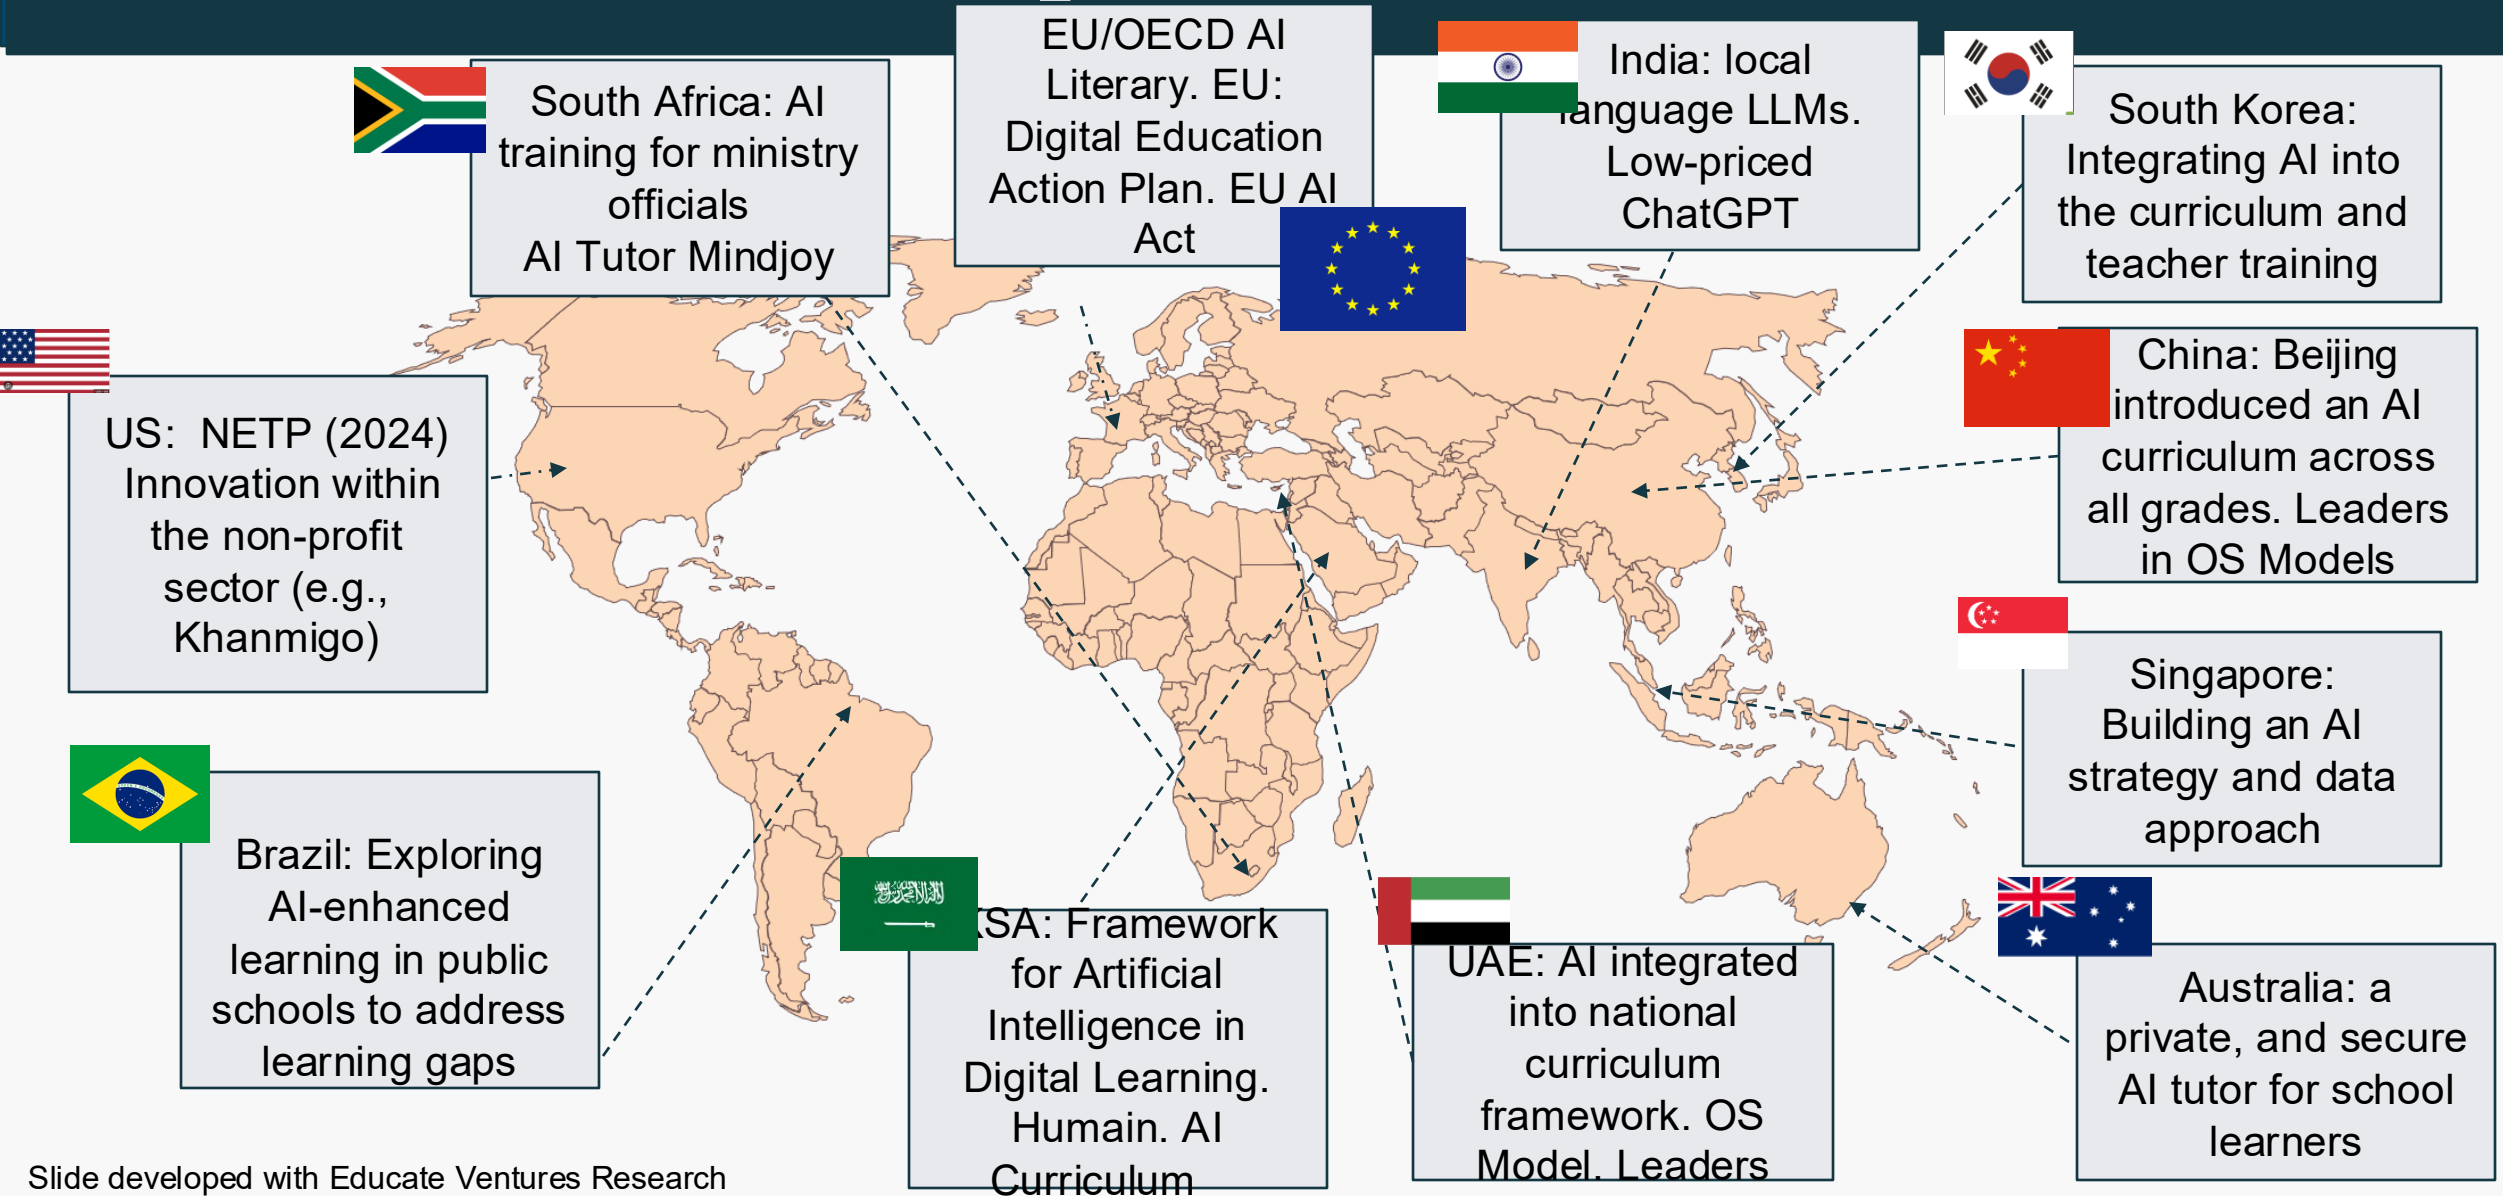 EU/OECD AI
Literary. EU:
Digital Education
Action Plan. EU AI
Act
India: local
language LLMs.
Low-priced
ChatGPT
South Africa: AI
training for ministry
officials
AI Tutor Mindjoy
South Korea:
Integrating AI into
the curriculum and
teacher training
US:  NETP (2024)
Innovation within
the non-profit
sector (e.g.,
Khanmigo)
China: Beijing
introduced an AI
curriculum across
all grades. Leaders
in OS Models
Singapore:
Building an AI
strategy and data
approach
Brazil: Exploring
AI-enhanced
learning in public
schools to address
learning gaps
KSA: Framework
for Artificial
Intelligence in
Digital Learning.
Humain. AI
Curriculum
UAE: AI integrated
into national
curriculum
framework. OS
Model. Leaders
Australia: a
private, and secure
AI tutor for school
learners
Slide developed with Educate Ventures Research